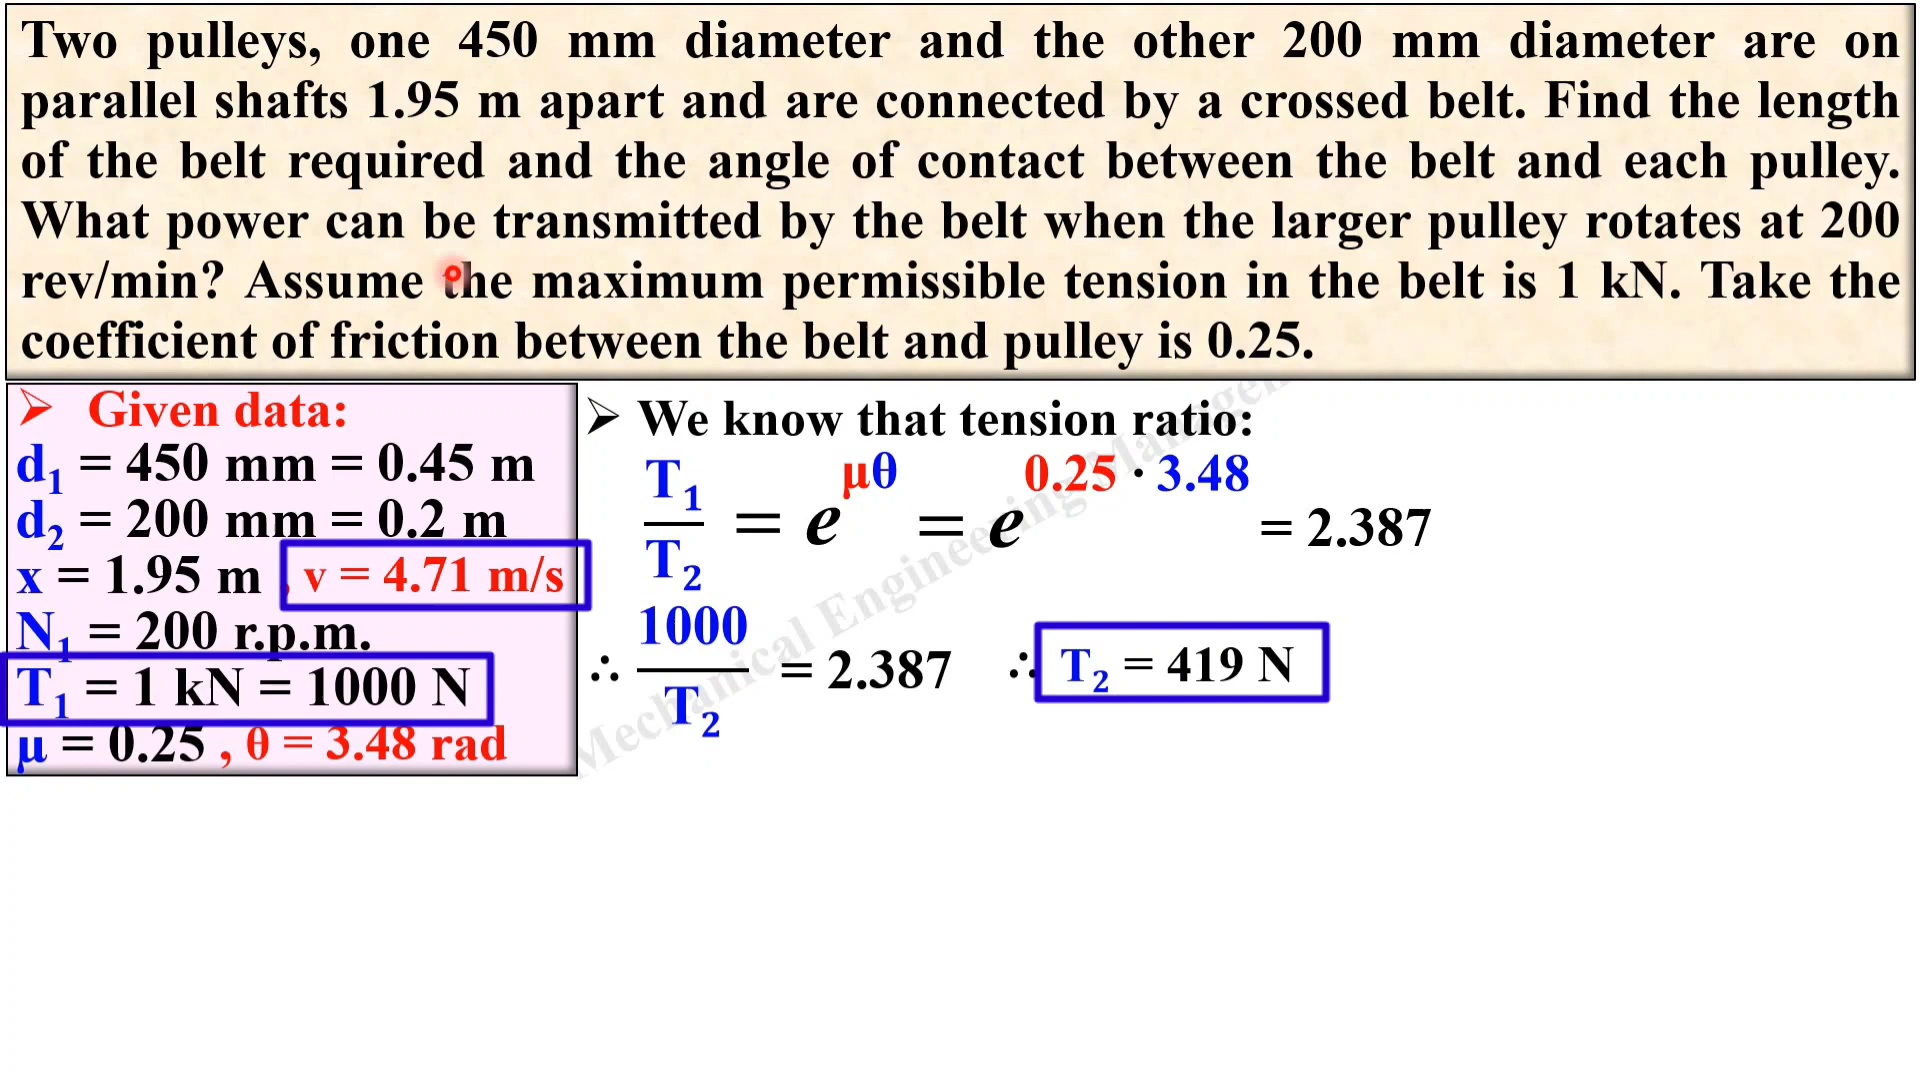 Two pulleys, one 450 mm diameter and the other 200 mm diameter are on
parallel shafts 1.95 m apart and are connected by a crossed belt. Find the length
of the belt required and the angle of contact between the belt and each pulley.
What power can be transmitted by the belt when the larger pulley rotates at 200
rev/min? Assume the maximum permissible tension in the belt is 1 kN. Take the
coefficient of friction between the belt and pulley is 0.25.
➢ Given data:
d₁ = 450 mm = 0.45 m
d₂ = 200 mm = 0.2 m
x = 1.95 m , v = 4.71 m/s
N₁ = 200 r.p.m.
T₁ = 1 kN = 1000 N
μ = 0.25 , θ = 3.48 rad
➢ We know that tension ratio:
T₁/T₂ = e^μθ = e^0.25 · 3.48 = 2.387
∴ 1000/T₂ = 2.387 ∴ T₂ = 419 N
Mechanical Engineering